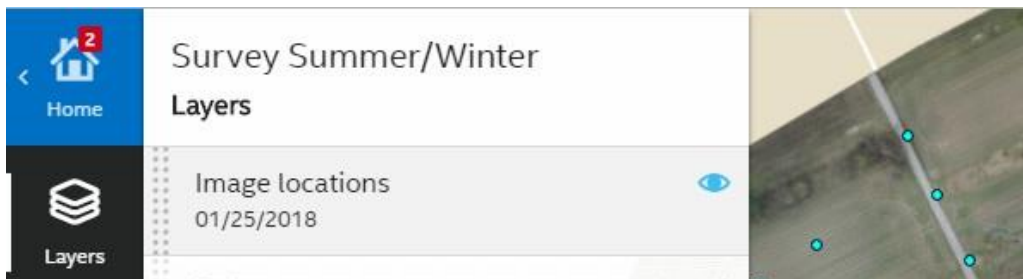 2
Home
Survey Summer/Winter
Layers
Image locations
01/25/2018
Layers